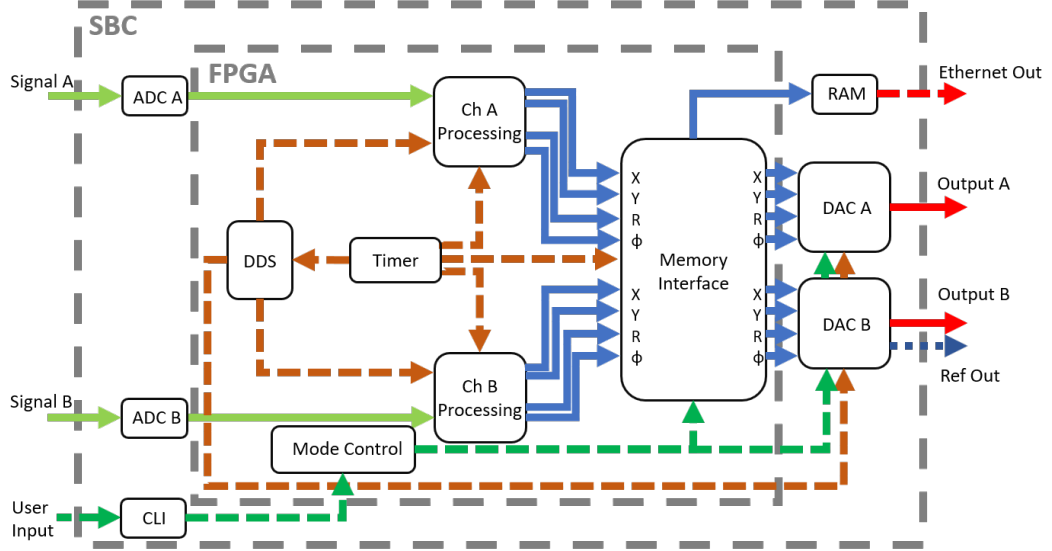 SBC
FPGA
Signal A
ADC A
Ch A
Processing
RAM
Ethernet Out
X
Y
R
ϕ
X
Y
R
ϕ
DAC A
Output A
DDS
Timer
Memory
Interface
X
Y
R
ϕ
X
Y
R
ϕ
DAC B
Output B
Ref Out
Signal B
ADC B
Ch B
Processing
Mode Control
User
Input
CLI